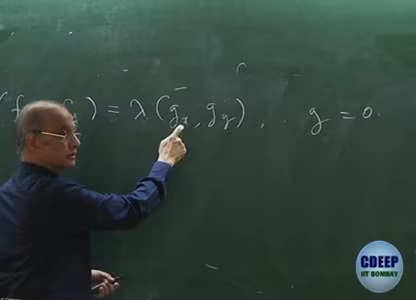 (f , ) = λ (g_x, g_y), g = 0.
CDEEP
IIT BOMBAY